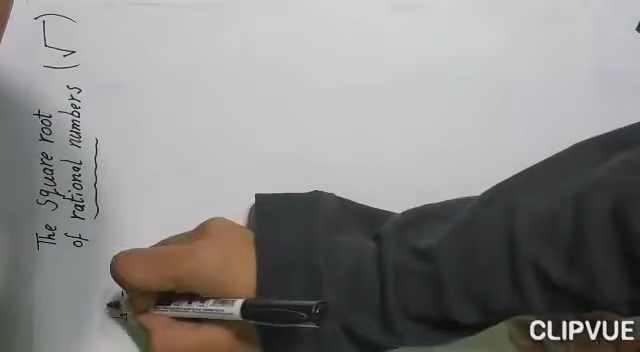 The Square root
of rational numbers (√)
CLIPVUE